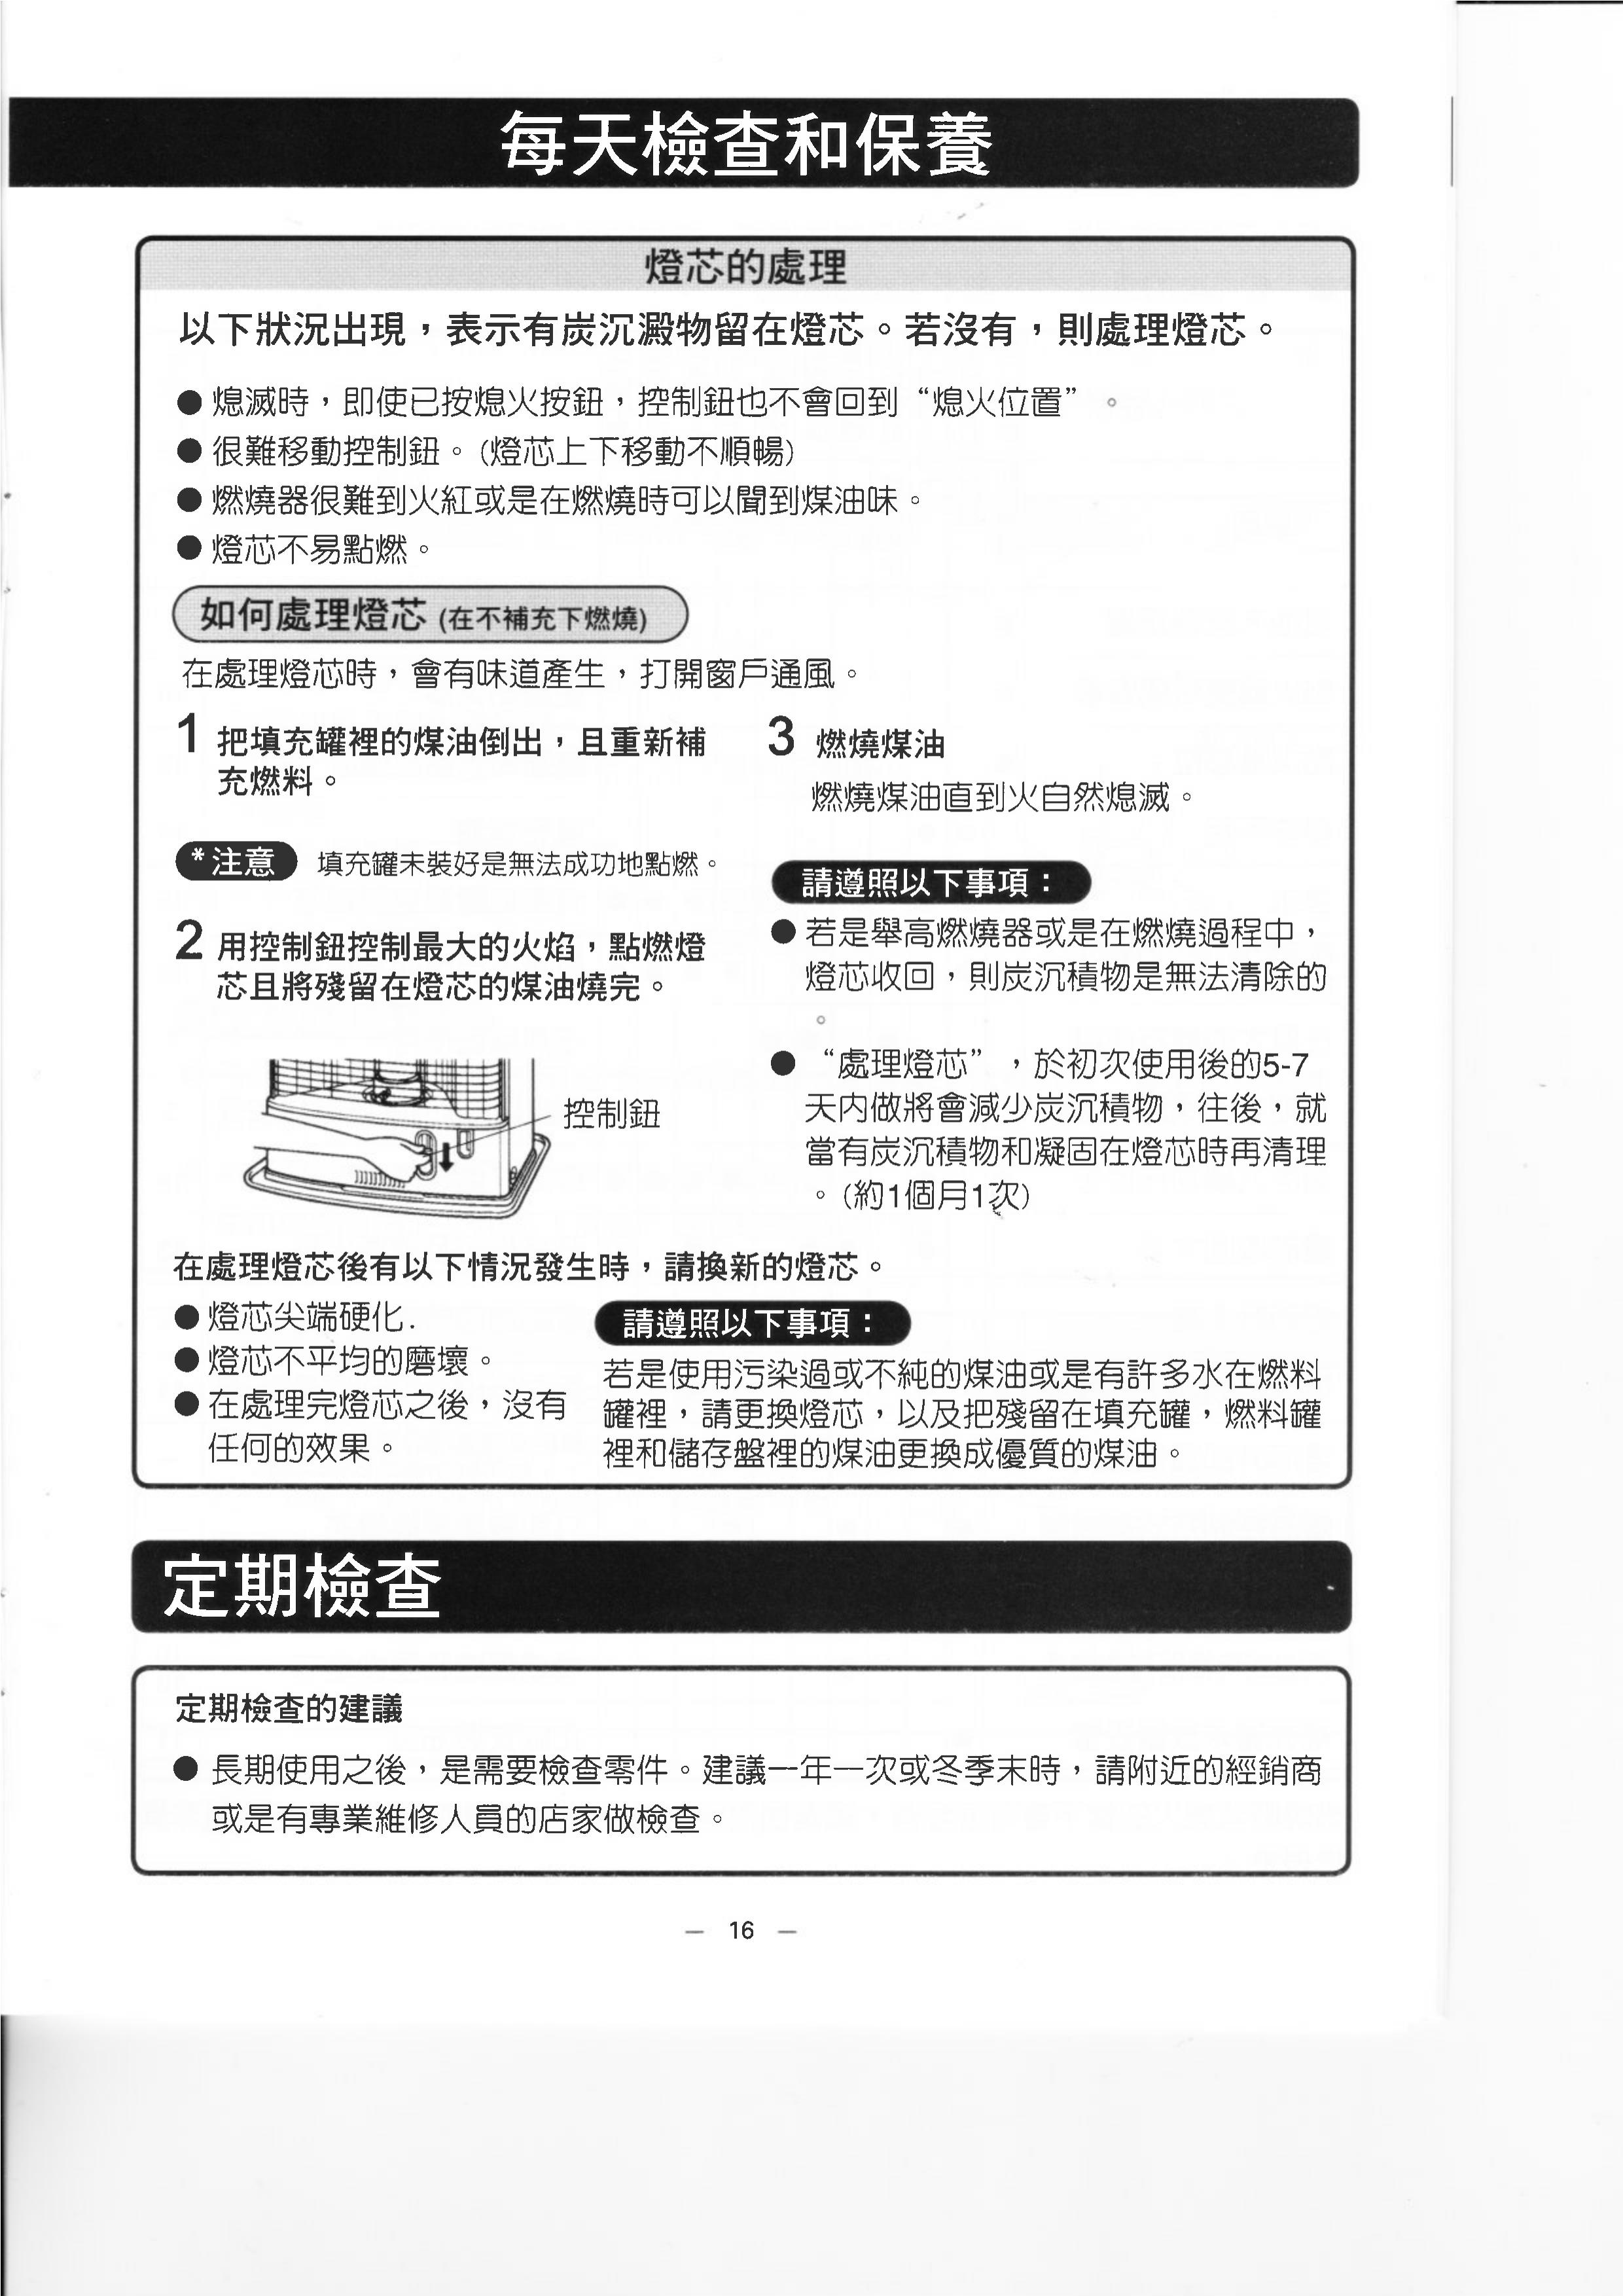 每天檢查和保養
燈芯的處理
以下狀況出現，表示有炭沉澱物留在燈芯。若沒有，則處理燈芯。
● 熄滅時，即使已按熄火按鈕，控制鈕也不會回到“熄火位置”。
● 很難移動控制鈕。(燈芯上下移動不順暢)
● 燃燒器很難到火紅或是在燃燒時可以聞到煤油味。
● 燈芯不易點燃。
如何處理燈芯 (在不補充下燃燒)
在處理燈芯時，會有味道產生，打開窗戶通風。
1 把填充罐裡的煤油倒出，且重新補
充燃料。
*注意 填充罐未裝好是無法成功地點燃。
2 用控制鈕控制最大的火焰，點燃燈
芯且將殘留在燈芯的煤油燒完。
控制鈕
3 燃燒煤油
燃燒煤油直到火自然熄滅。
請遵照以下事項：
● 若是舉高燃燒器或是在燃燒過程中，
燈芯收回，則炭沉積物是無法清除的
。
● “處理燈芯”，於初次使用後的5-7
天內做將會減少炭沉積物，往後，就
當有炭沉積物和凝固在燈芯時再清理
。(約1個月1次)
在處理燈芯後有以下情況發生時，請換新的燈芯。
● 燈芯尖端硬化.
● 燈芯不平均的磨壞。
● 在處理完燈芯之後，沒有
任何的效果。
請遵照以下事項：
若是使用污染過或不純的煤油或是有許多水在燃料
罐裡，請更換燈芯，以及把殘留在填充罐，燃料罐
裡和儲存盤裡的煤油更換成優質的煤油。
定期檢查
定期檢查的建議
● 長期使用之後，是需要檢查零件。建議一年一次或冬季末時，請附近的經銷商
或是有專業維修人員的店家做檢查。
— 16 —